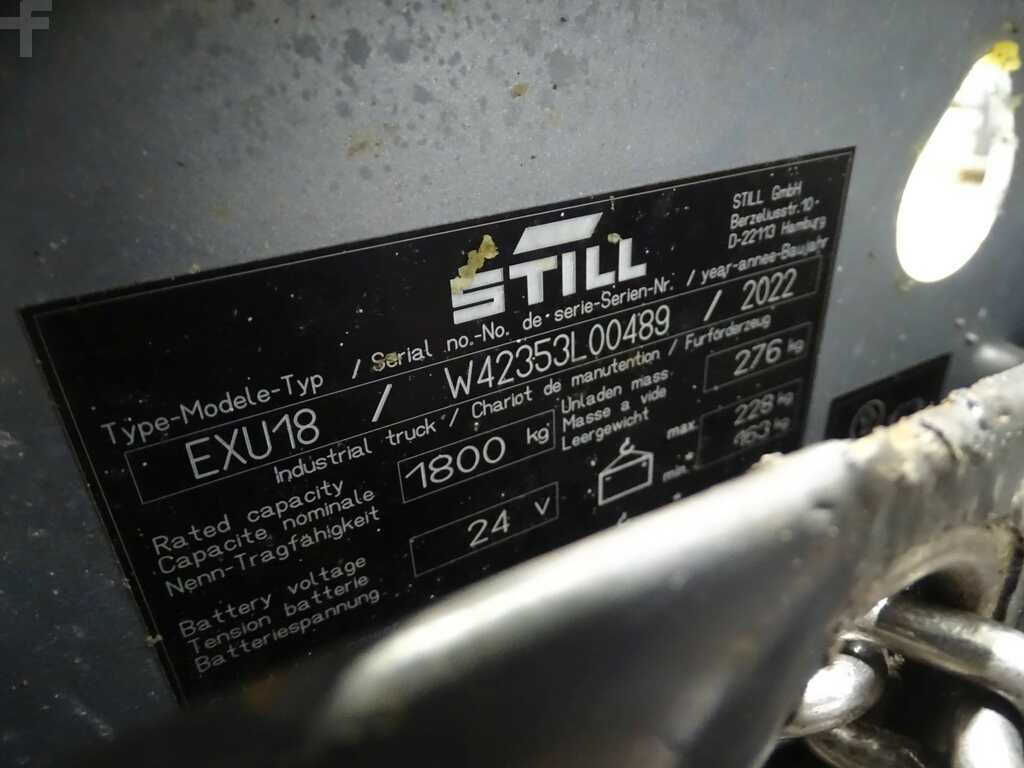 STILL
STILL GmbH
Berzeliusstr.10
D-22113 Hamburg
Type-Modele-Typ / Serial no.-No. de serie-Serien-Nr. / year-annee-Baujahr
EXU18 / W42353L00489 / 2022
Industrial truck / Chariot de manutention / Furforderzeug
Rated capacity
Capacite nominale
Nenn-Tragfähigkeit
1800 kg
Unladen mass
Masse a vide
Leergewicht
276 kg
Battery voltage
Tension batterie
Batteriespannung
24 V
max. 228 kg
min. 163 kg